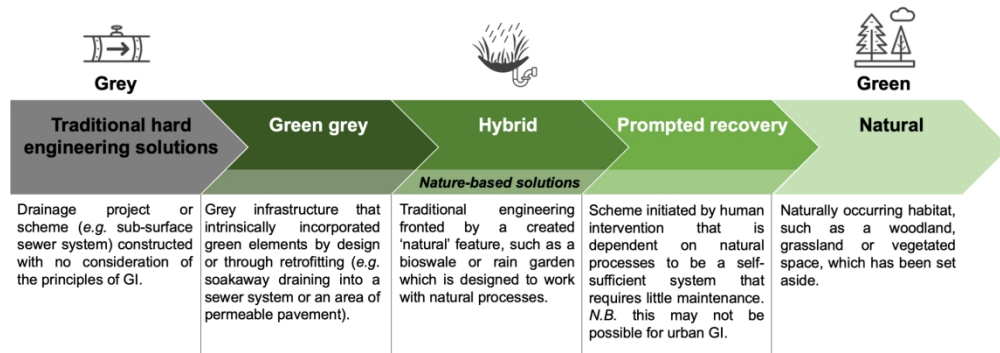 Grey
Green
Traditional hard
engineering solutions
Green grey
Hybrid
Prompted recovery
Natural
Nature-based solutions
Drainage project or
scheme (e.g. sub-surface
sewer system) constructed
with no consideration of
the principles of GI.
Grey infrastructure that
intrinsically incorporated
green elements by design
or through retrofitting (e.g.
soakaway draining into a
sewer system or an area of
permeable pavement).
Traditional engineering
fronted by a created
‘natural’ feature, such as a
bioswale or rain garden
which is designed to work
with natural processes.
Scheme initiated by human
intervention that is
dependent on natural
processes to be a self-
sufficient system that
requires little maintenance.
N.B. this may not be
possible for urban GI.
Naturally occurring habitat,
such as a woodland,
grassland or vegetated
space, which has been set
aside.